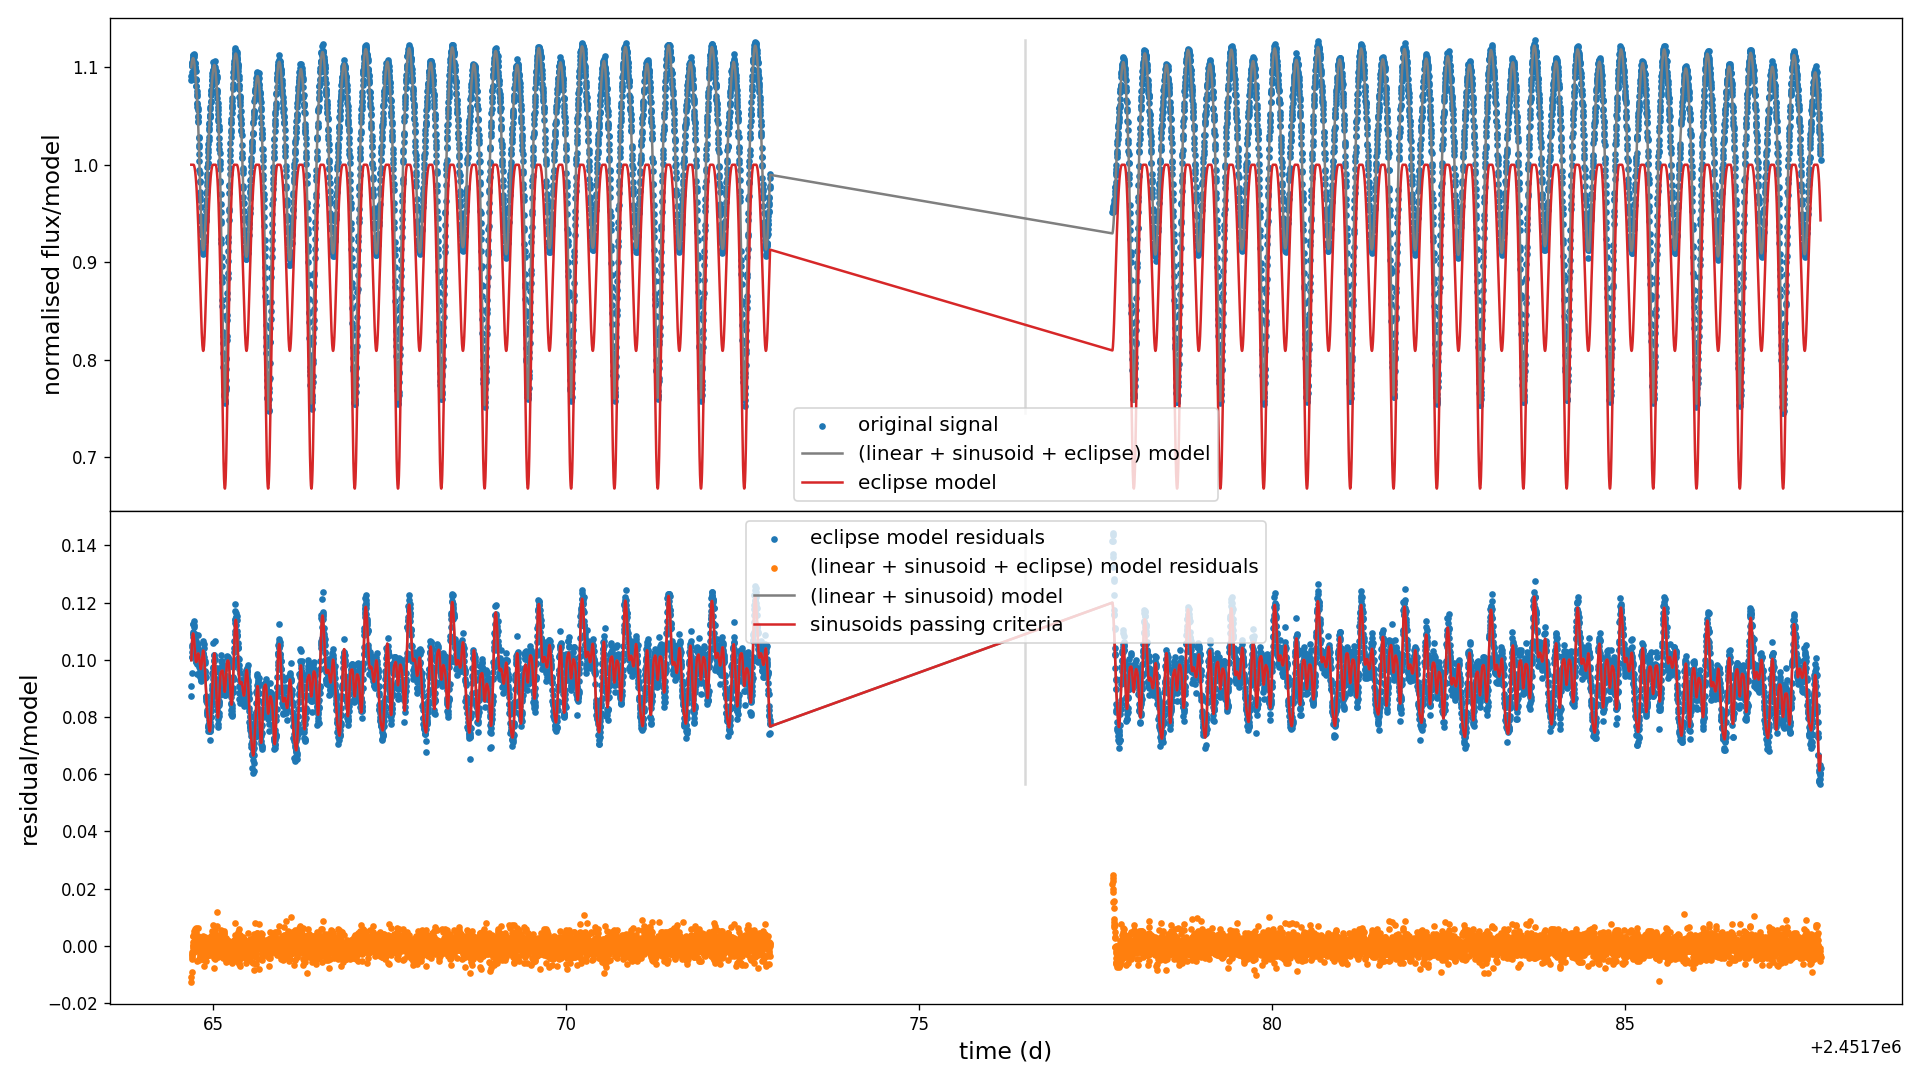 normalised flux/model
1.1
1.0
0.9
0.8
0.7
original signal
(linear + sinusoid + eclipse) model
eclipse model
residual/model
0.14
0.12
0.10
0.08
0.06
0.04
0.02
0.00
−0.02
eclipse model residuals
(linear + sinusoid + eclipse) model residuals
(linear + sinusoid) model
sinusoids passing criteria
65
70
75
80
85
time (d)
+2.4517e6